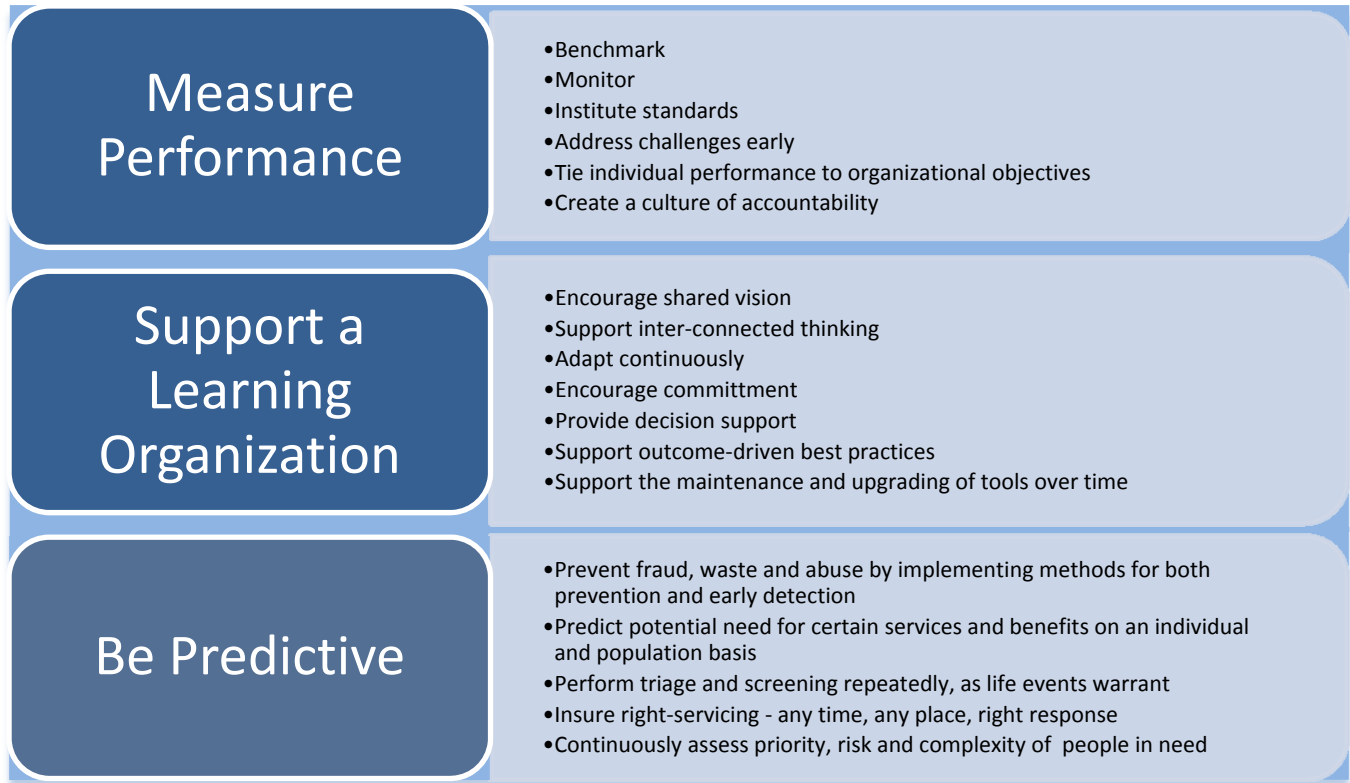 Measure
Performance
•Benchmark
•Monitor
•Institute standards
•Address challenges early
•Tie individual performance to organizational objectives
•Create a culture of accountability
Support a
Learning
Organization
•Encourage shared vision
•Support inter-connected thinking
•Adapt continuously
•Encourage committment
•Provide decision support
•Support outcome-driven best practices
•Support the maintenance and upgrading of tools over time
Be Predictive
•Prevent fraud, waste and abuse by implementing methods for both
prevention and early detection
•Predict potential need for certain services and benefits on an individual
and population basis
•Perform triage and screening repeatedly, as life events warrant
•Insure right-servicing - any time, any place, right response
•Continuously assess priority, risk and complexity of  people in need